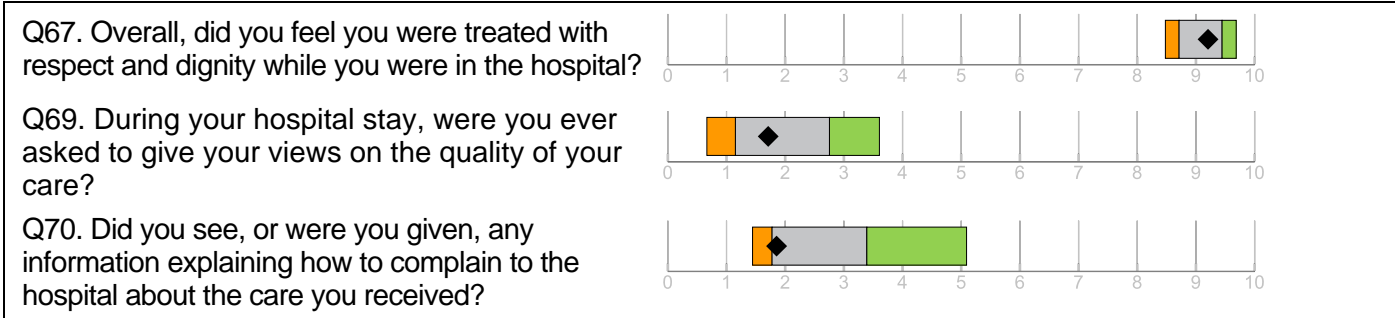 Q67. Overall, did you feel you were treated with
respect and dignity while you were in the hospital?
0 1 2 3 4 5 6 7 8 9 10
Q69. During your hospital stay, were you ever
asked to give your views on the quality of your
care?
0 1 2 3 4 5 6 7 8 9 10
Q70. Did you see, or were you given, any
information explaining how to complain to the
hospital about the care you received?
0 1 2 3 4 5 6 7 8 9 10